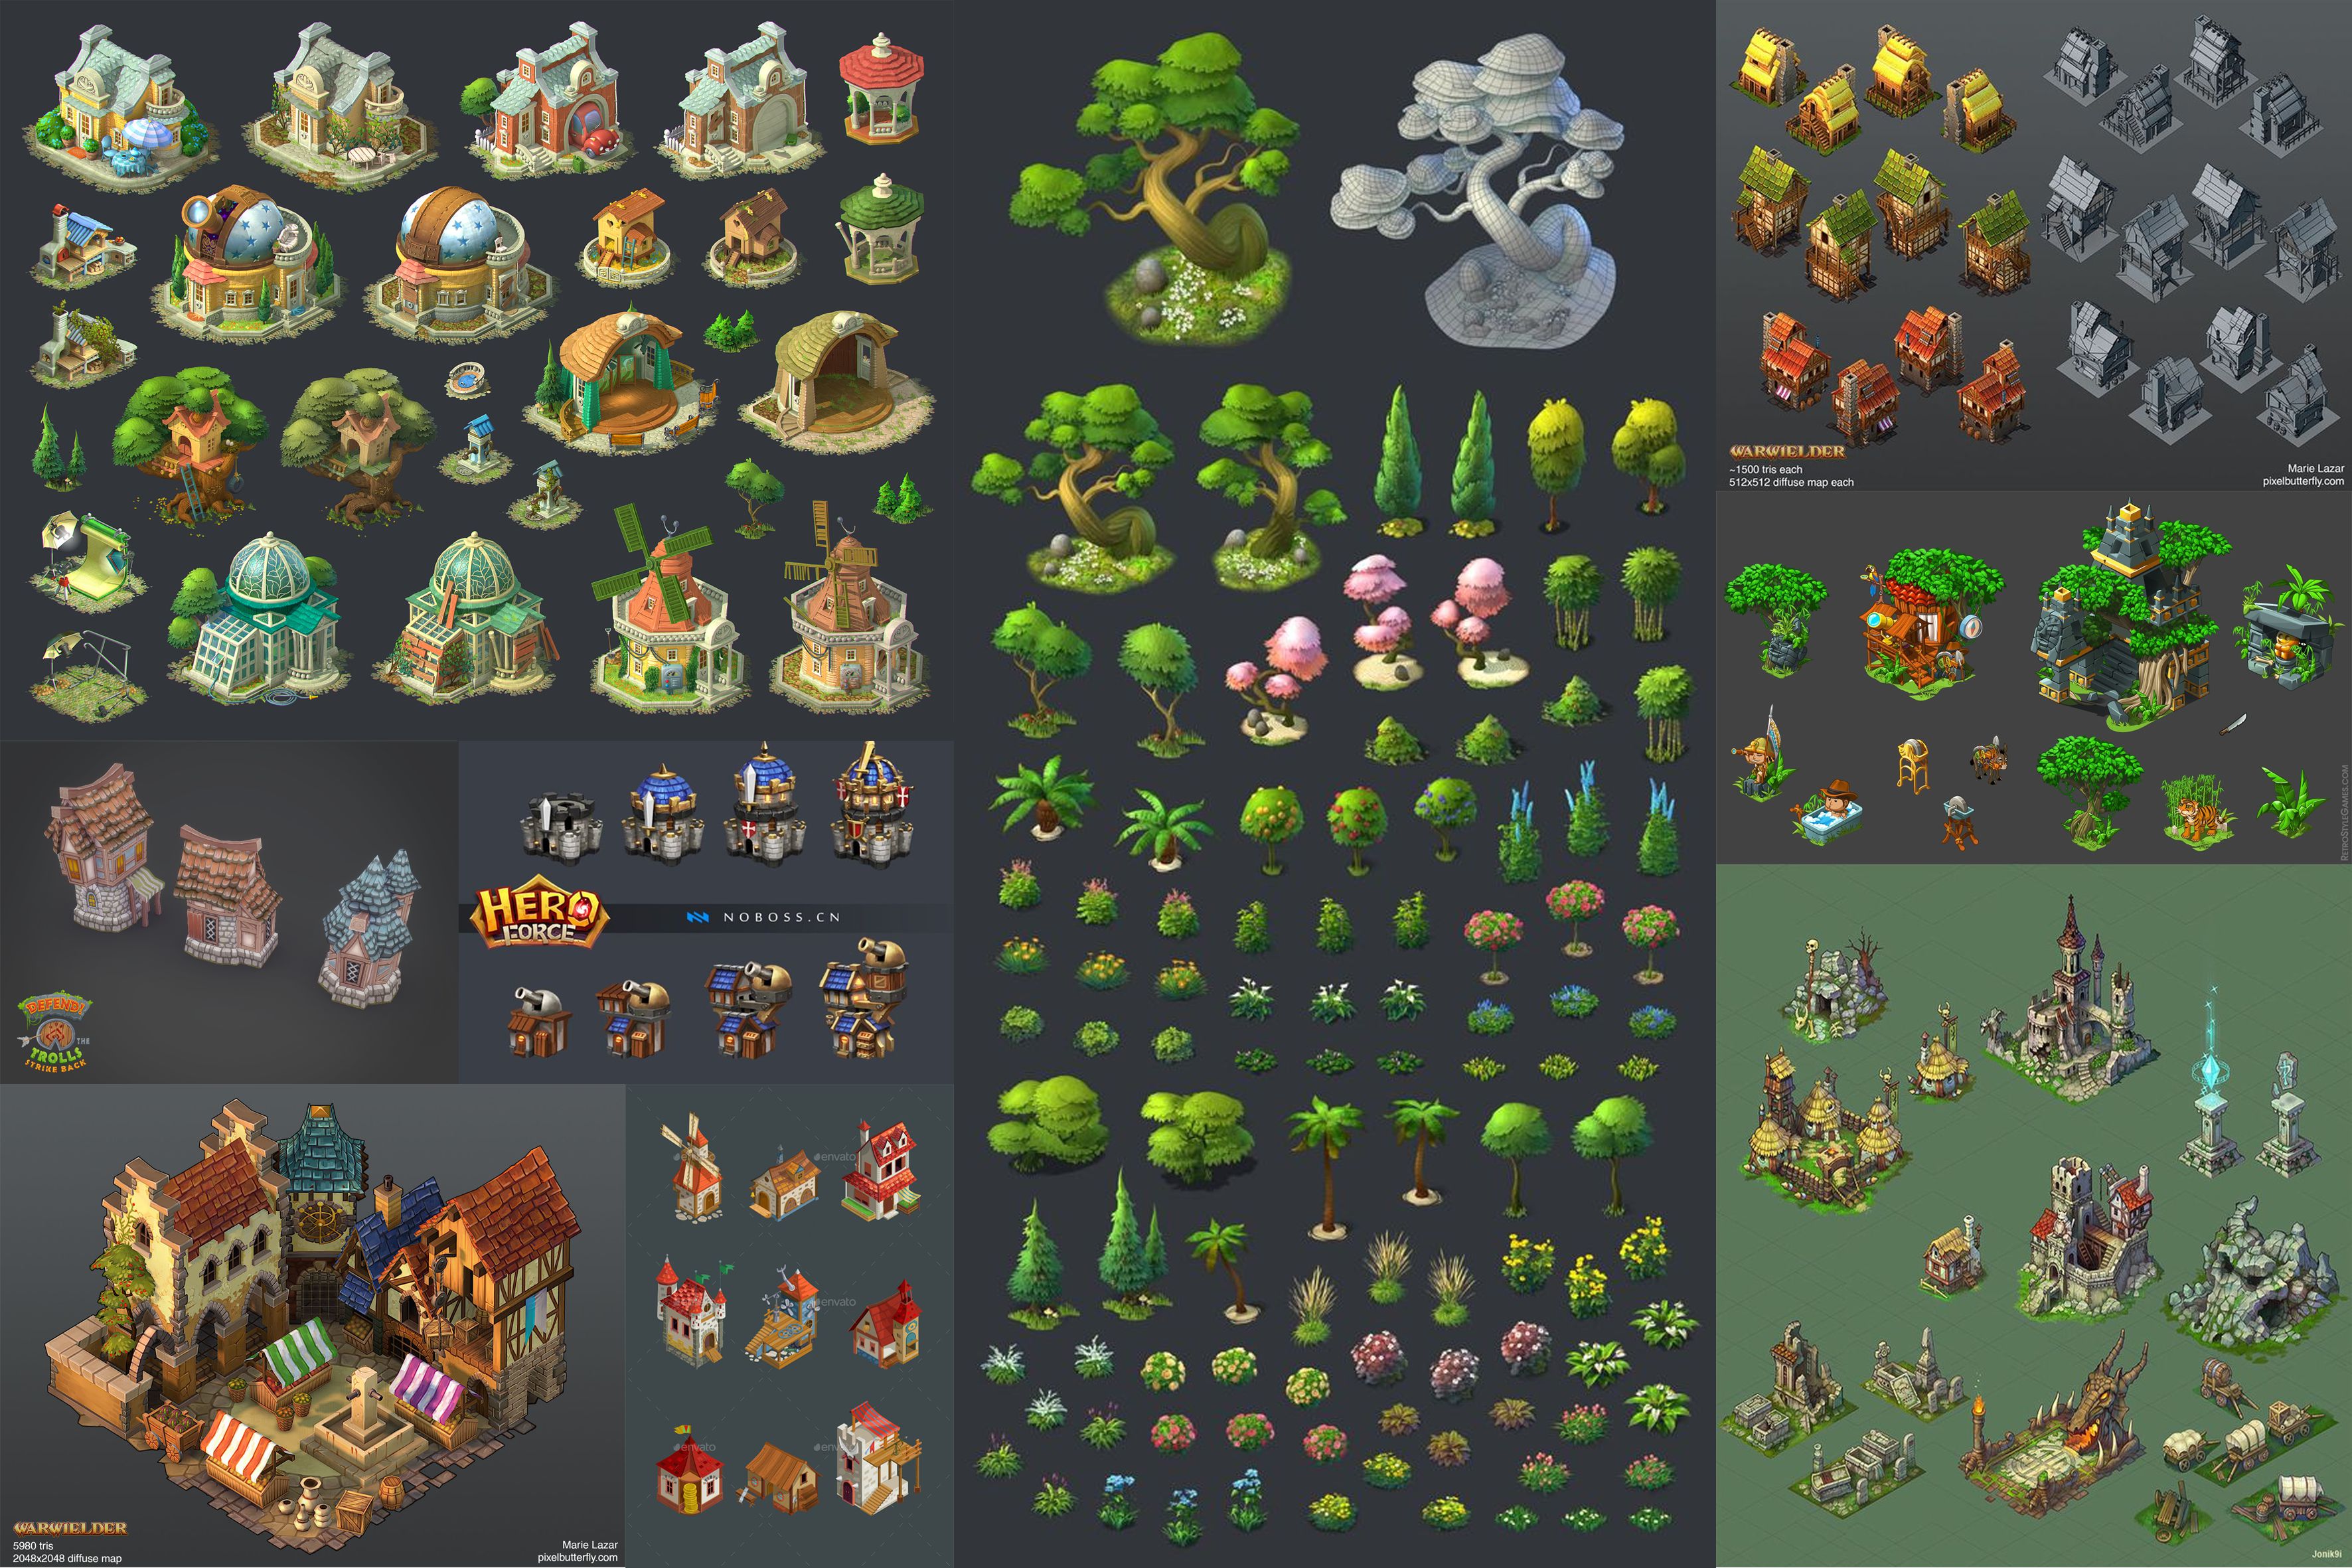 WARWIELDER
~1500 tris each
512x512 diffuse map each
Marie Lazar
pixelbutterfly.com
RETROSTYLEGAMES.COM
HERO
FORCE
NOBOSS.CN
DEFEND!
THE
TROLLS
STRIKE BACK
envato
envato
envato
envato
envato
envato
WARWIELDER
5980 tris
2048x2048 diffuse map
Marie Lazar
pixelbutterfly.com
Jonik9i